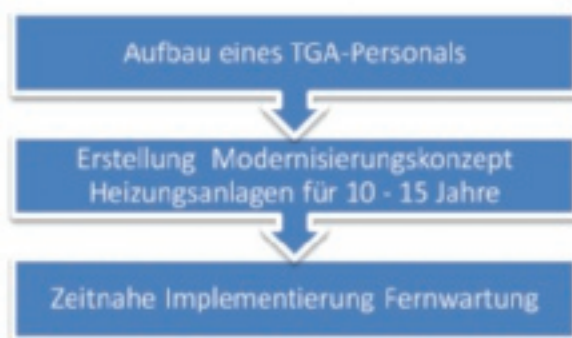 Aufbau eines TGA-Personals
Erstellung Modernisierungskonzept
Heizungsanlagen für 10 - 15 Jahre
Zeitnahe Implementierung Fernwartung